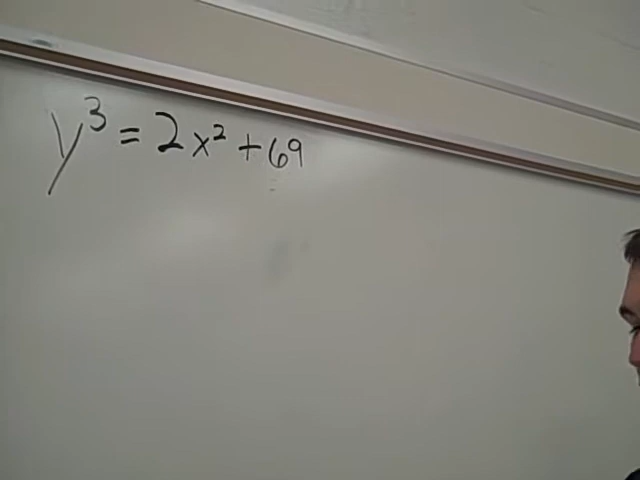 y³ = 2x² + 69